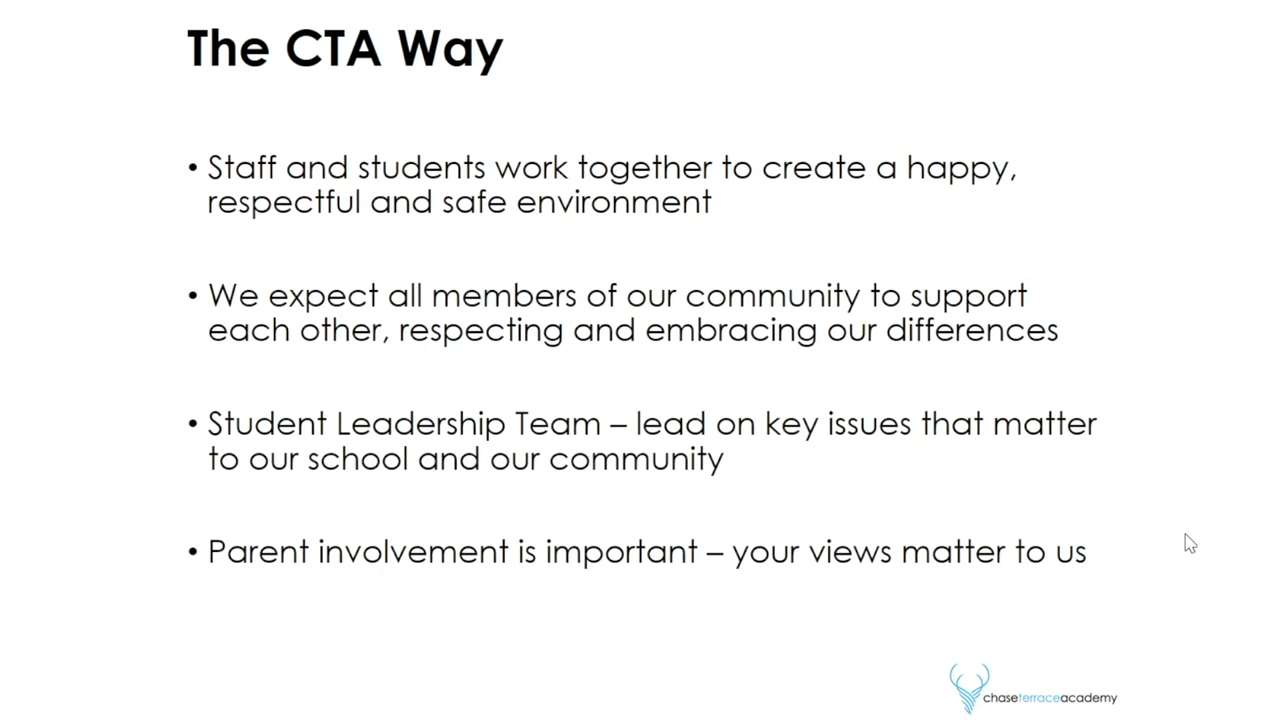 The CTA Way
• Staff and students work together to create a happy,
respectful and safe environment
• We expect all members of our community to support
each other, respecting and embracing our differences
• Student Leadership Team – lead on key issues that matter
to our school and our community
• Parent involvement is important – your views matter to us
chaseterraceacademy